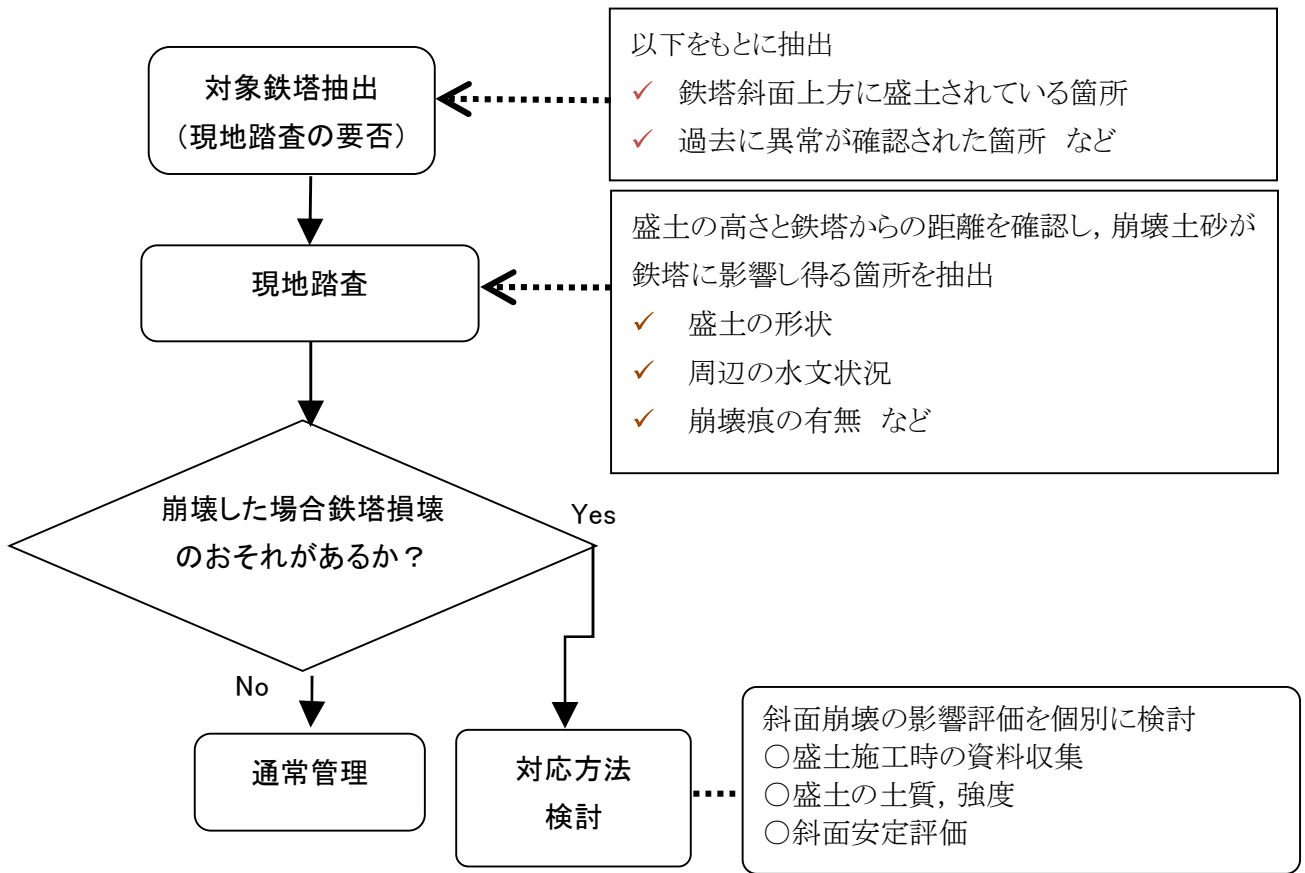 対象鉄塔抽出
（現地踏査の要否）
以下をもとに抽出
✓ 鉄塔斜面上方に盛土されている箇所
✓ 過去に異常が確認された箇所　など
現地踏査
盛土の高さと鉄塔からの距離を確認し，崩壊土砂が
鉄塔に影響し得る箇所を抽出
✓ 盛土の形状
✓ 周辺の水文状況
✓ 崩壊痕の有無　など
崩壊した場合鉄塔損壊
のおそれがあるか？
Yes
No
通常管理
対応方法
検討
斜面崩壊の影響評価を個別に検討
○盛土施工時の資料収集
○盛土の土質，強度
○斜面安定評価